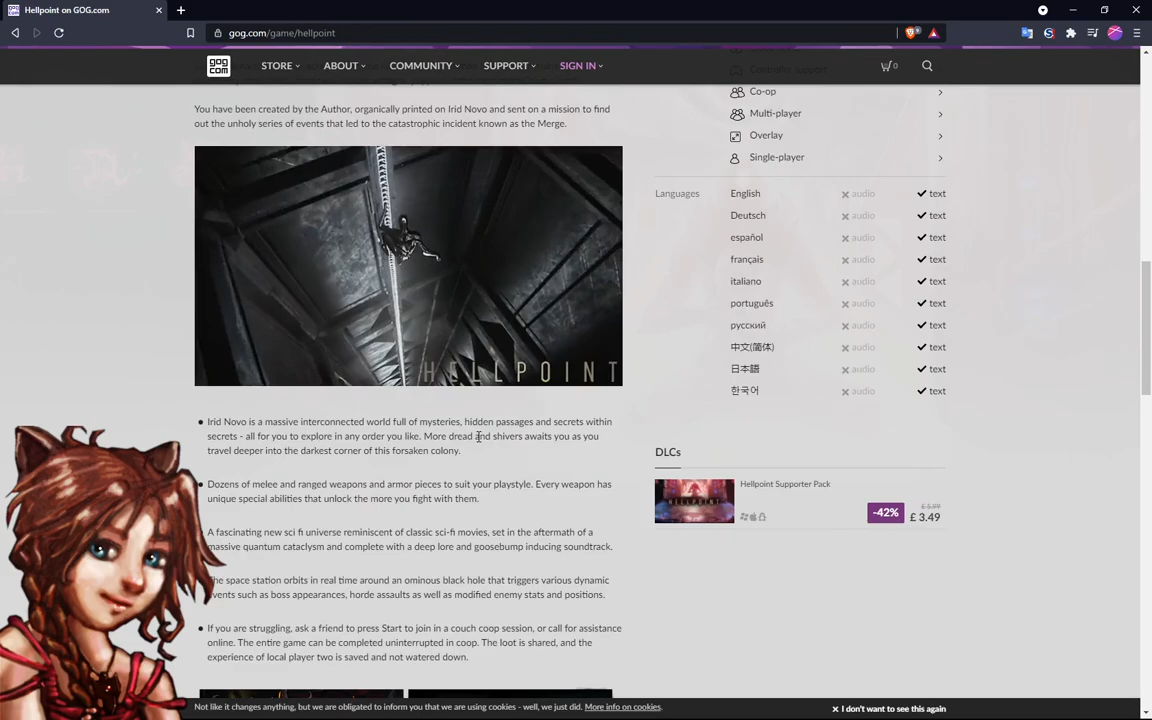 Hellpoint on GOG.com
gog.com/game/hellpoint
gog
com
STORE
ABOUT
COMMUNITY
SUPPORT
SIGN IN
0
You have been created by the Author, organically printed on Irid Novo and sent on a mission to find
out the unholy series of events that led to the catastrophic incident known as the Merge.
HELLPOINT
Irid Novo is a massive interconnected world full of mysteries, hidden passages and secrets within
secrets - all for you to explore in any order you like. More dread and shivers awaits you as you
travel deeper into the darkest corner of this forsaken colony.
Dozens of melee and ranged weapons and armor pieces to suit your playstyle. Every weapon has
unique special abilities that unlock the more you fight with them.
A fascinating new sci fi universe reminiscent of classic sci-fi movies, set in the aftermath of a
massive quantum cataclysm and complete with a deep lore and goosebump inducing soundtrack.
The space station orbits in real time around an ominous black hole that triggers various dynamic
events such as boss appearances, horde assaults as well as modified enemy stats and positions.
If you are struggling, ask a friend to press Start to join in a couch coop session, or call for assistance
online. The entire game can be completed uninterrupted in coop. The loot is shared, and the
experience of local player two is saved and not watered down.
Controller support
Co-op
Multi-player
Overlay
Single-player
Languages
English audio text
Deutsch audio text
español audio text
français audio text
italiano audio text
português audio text
русский audio text
中文(简体) audio text
日本語 audio text
한국어 audio text
DLCs
Hellpoint Supporter Pack
HELLPOINT
-42%
£ 5.99
£ 3.49
Not like it changes anything, but we are obligated to inform you that we are using cookies - well, we just did. More info on cookies.
I don't want to see this again